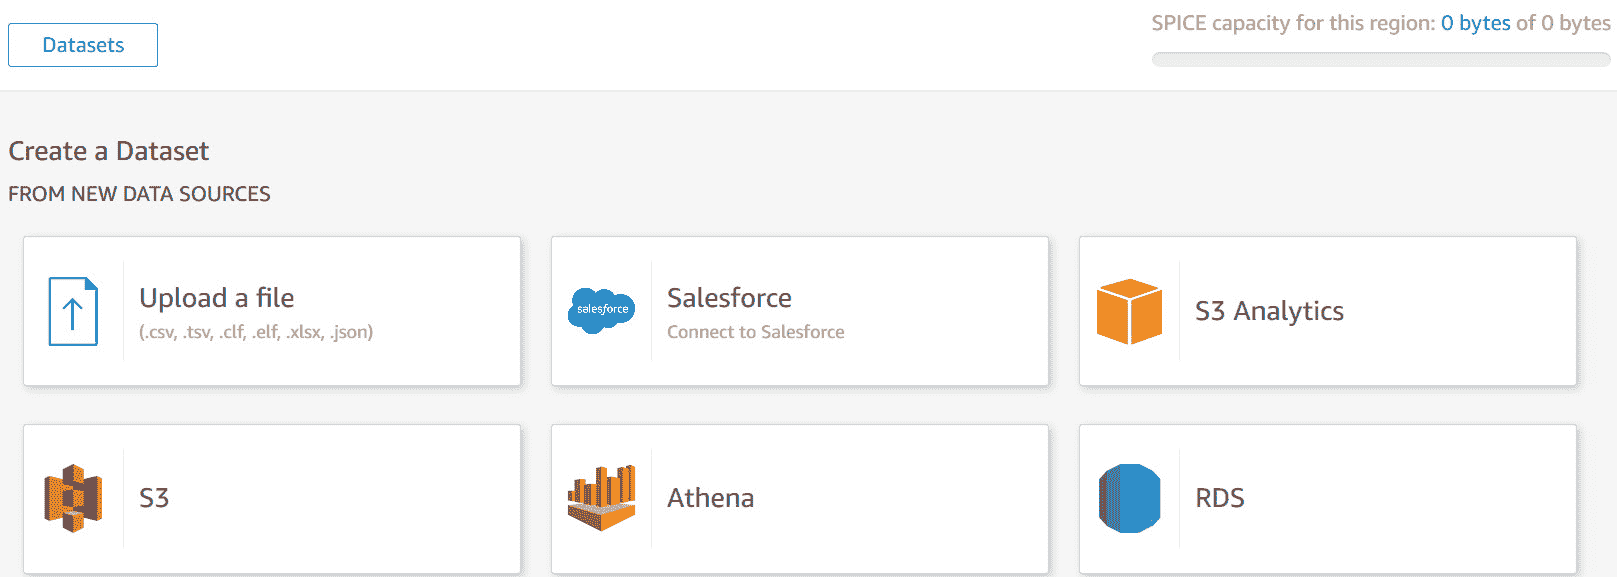 Datasets
SPICE capacity for this region: 0 bytes of 0 bytes
Create a Dataset
FROM NEW DATA SOURCES
Upload a file
(.csv, .tsv, .clf, .elf, .xlsx, .json)
salesforce
Salesforce
Connect to Salesforce
S3 Analytics
S3
Athena
RDS